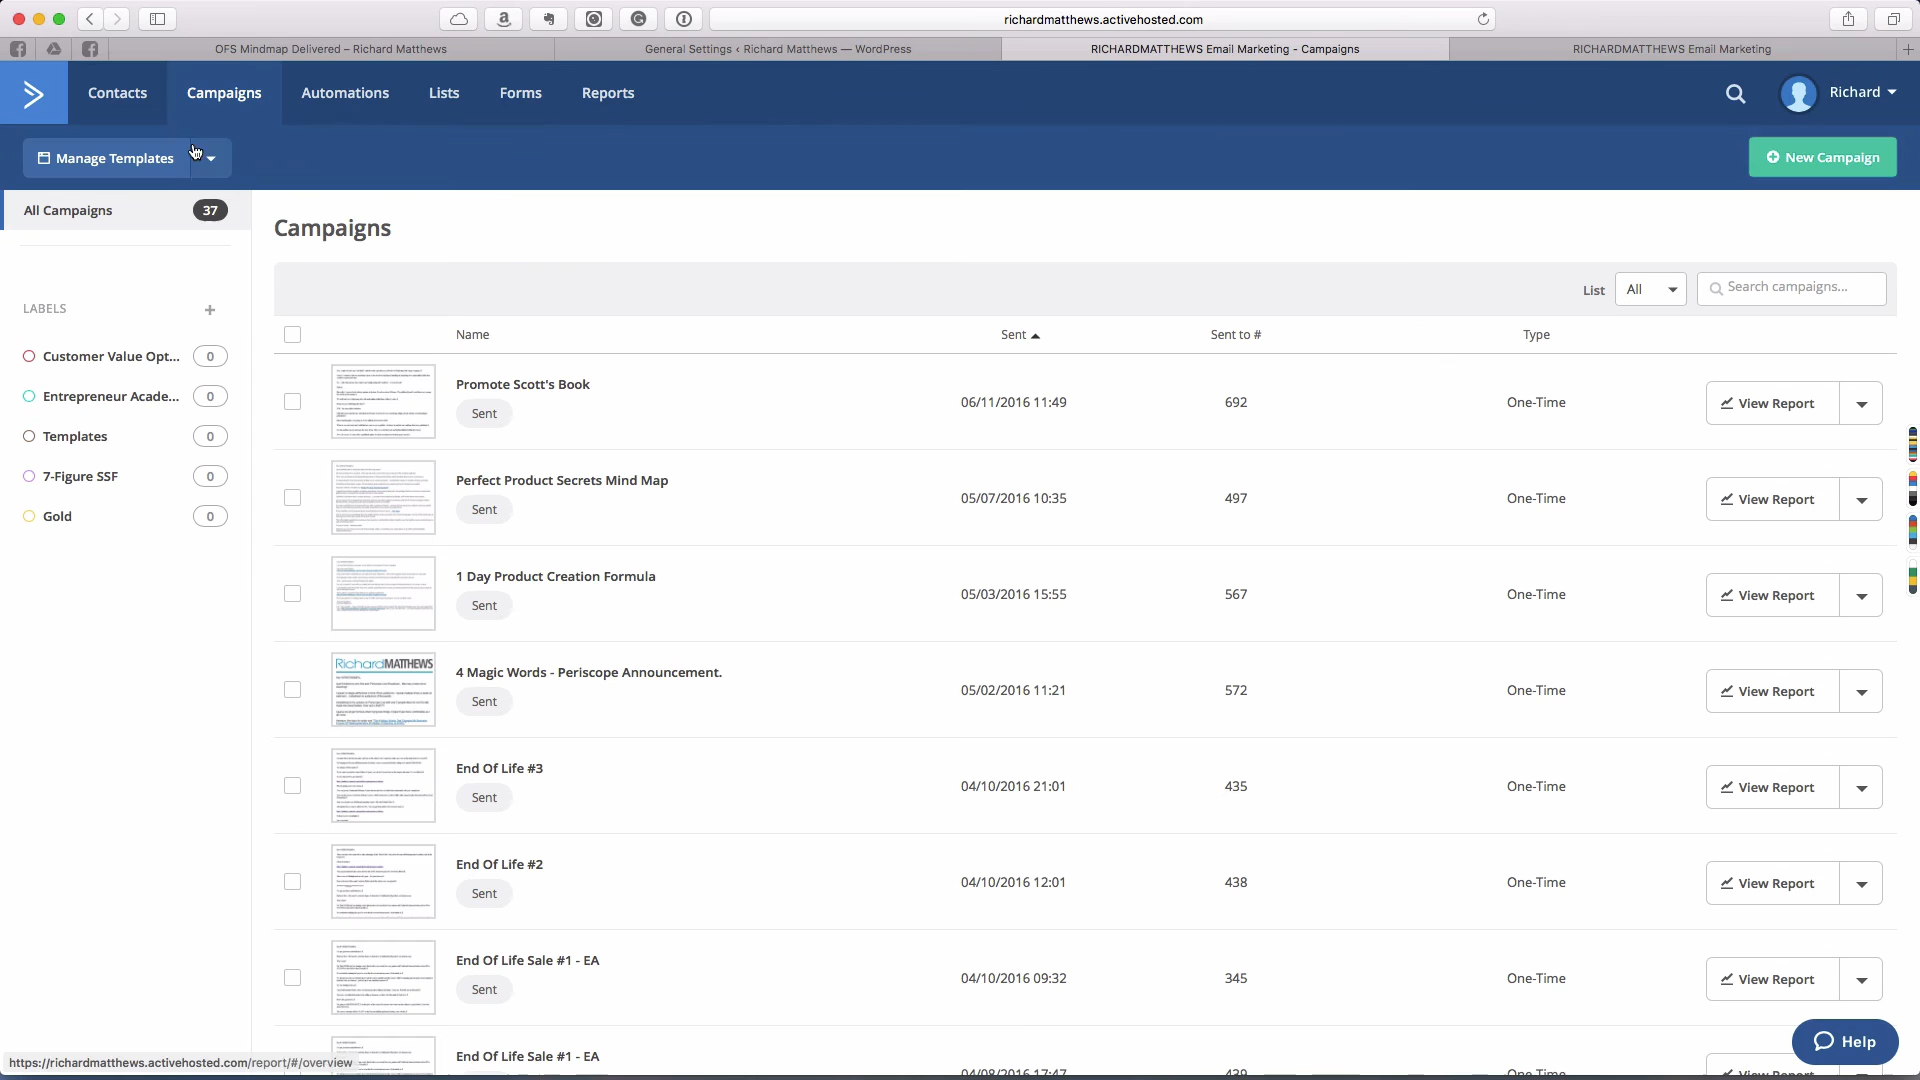 richardmatthews.activehosted.com
OFS Mindmap Delivered – Richard Matthews
General Settings ‹ Richard Matthews — WordPress
RICHARDMATTHEWS Email Marketing - Campaigns
RICHARDMATTHEWS Email Marketing
Contacts
Campaigns
Automations
Lists
Forms
Reports
Richard
Manage Templates
New Campaign
All Campaigns 37
Campaigns
LABELS
Customer Value Opt... 0
Entrepreneur Acade... 0
Templates 0
7-Figure SSF 0
Gold 0
List All Search campaigns...
Name Sent Sent to # Type
Promote Scott's Book
Sent
06/11/2016 11:49 692 One-Time View Report
Perfect Product Secrets Mind Map
Sent
05/07/2016 10:35 497 One-Time View Report
1 Day Product Creation Formula
Sent
05/03/2016 15:55 567 One-Time View Report
RichardMATTHEWS
4 Magic Words - Periscope Announcement.
Sent
05/02/2016 11:21 572 One-Time View Report
End Of Life #3
Sent
04/10/2016 21:01 435 One-Time View Report
End Of Life #2
Sent
04/10/2016 12:01 438 One-Time View Report
End Of Life Sale #1 - EA
Sent
04/10/2016 09:32 345 One-Time View Report
End Of Life Sale #1 - EA
04/08/2016 17:47 439 One-Time View Report
Help
https://richardmatthews.activehosted.com/report/#/overview